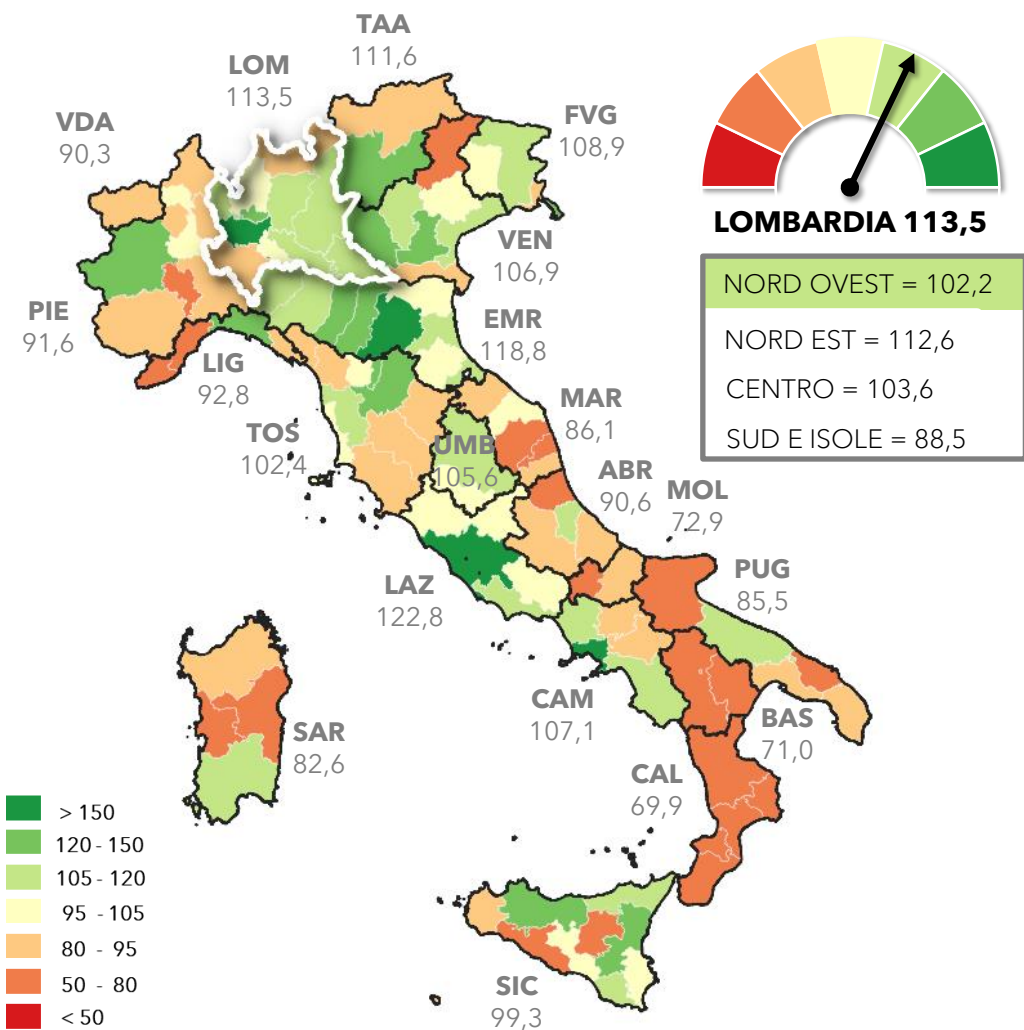 TAA
111,6
LOM
113,5
VDA
90,3
FVG
108,9
LOMBARDIA 113,5
VEN
106,9
NORD OVEST = 102,2
NORD EST = 112,6
CENTRO = 103,6
SUD E ISOLE = 88,5
PIE
91,6
EMR
118,8
LIG
92,8
MAR
86,1
TOS
102,4
UMB
105,6
ABR
90,6
MOL
72,9
PUG
85,5
LAZ
122,8
CAM
107,1
BAS
71,0
SAR
82,6
CAL
69,9
> 150
120 - 150
105 - 120
95 - 105
80 - 95
50 - 80
< 50
SIC
99,3